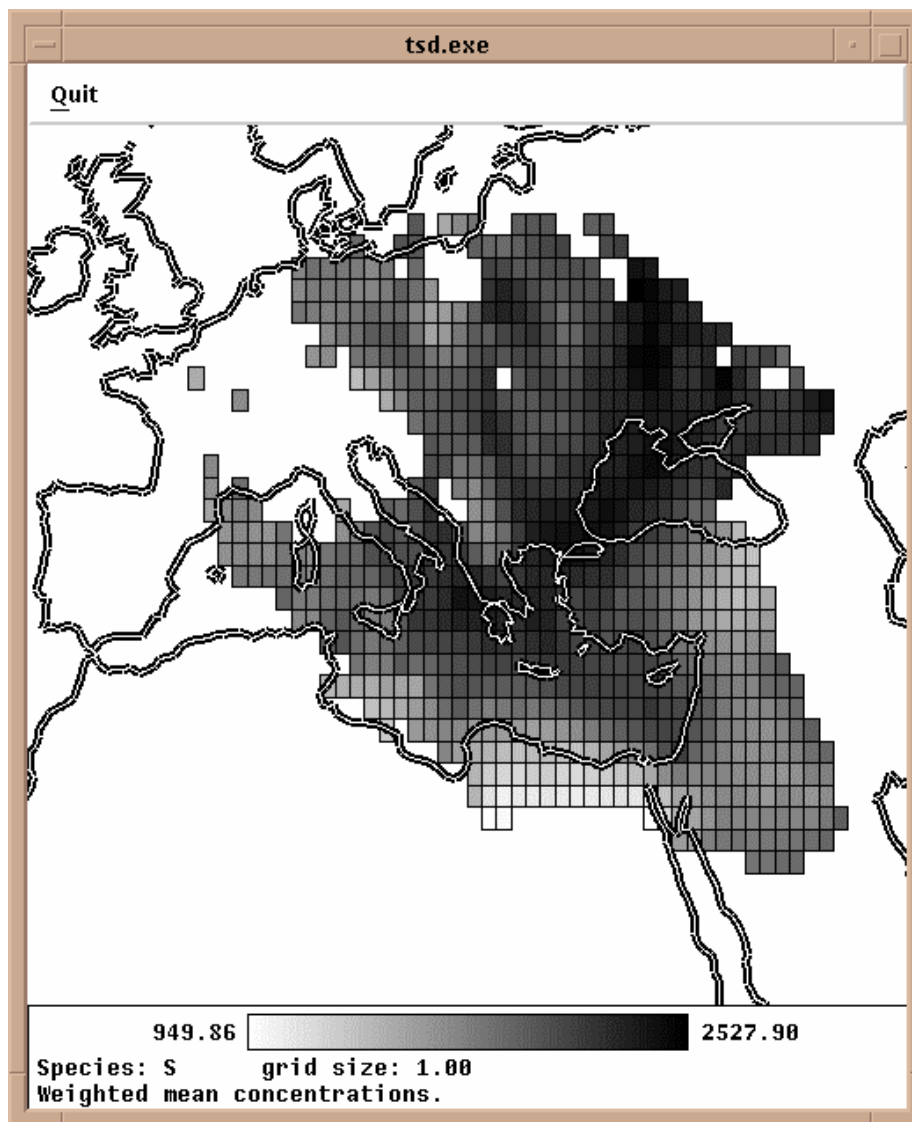 tsd.exe
Quit
949.86 2527.90
Species: S grid size: 1.00
Weighted mean concentrations.